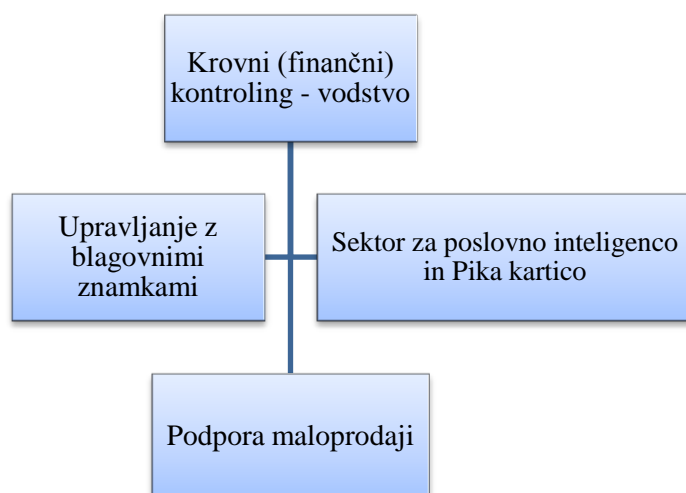 Krovni (finančni)
kontroling - vodstvo
Upravljanje z
blagovnimi
znamkami
Sektor za poslovno inteligenco
in Pika kartico
Podpora maloprodaji